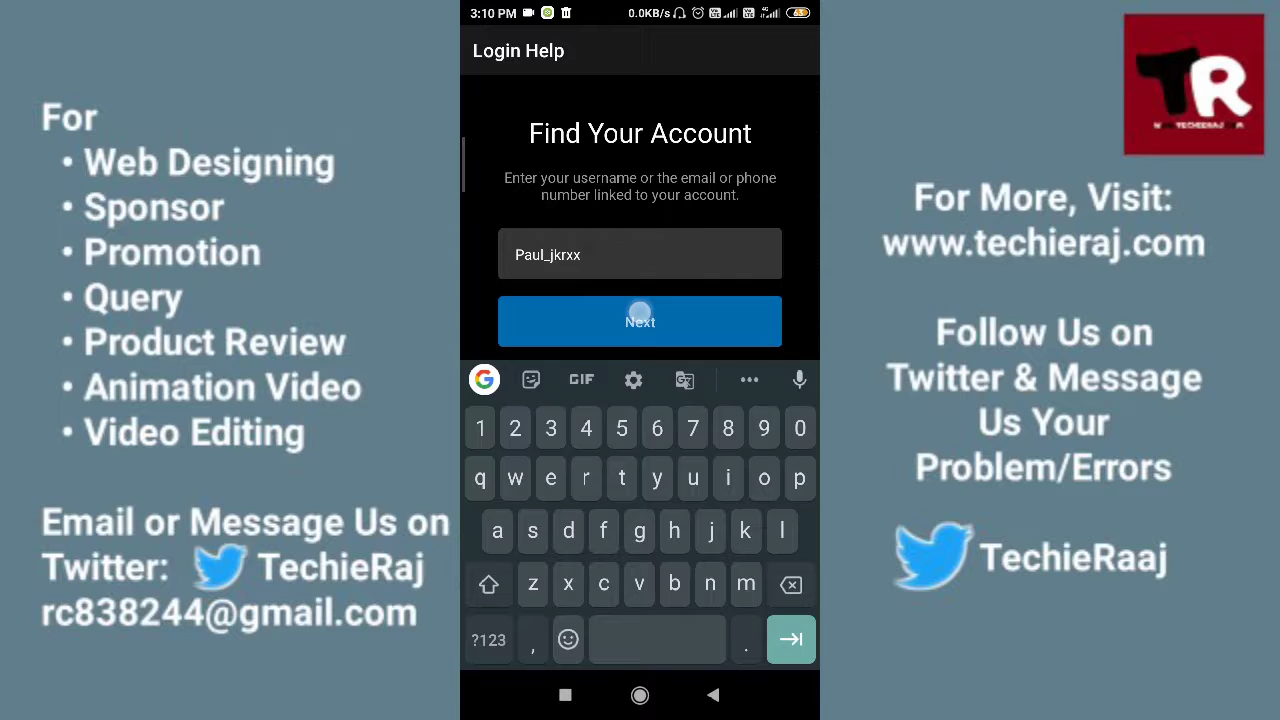 For
• Web Designing
• Sponsor
• Promotion
• Query
• Product Review
• Animation Video
• Video Editing
Email or Message Us on
Twitter: TechieRaj
rc838244@gmail.com
3:10 PM 0.0KB/s 63
Login Help
Find Your Account
Enter your username or the email or phone
number linked to your account.
Paul_jkrxx
Next
G GIF •••
1 2 3 4 5 6 7 8 9 0
q w e r t y u i o p
a s d f g h j k l
z x c v b n m
?123 , .
TR
For More, Visit:
www.techieraj.com
Follow Us on
Twitter & Message
Us Your
Problem/Errors
TechieRaaj